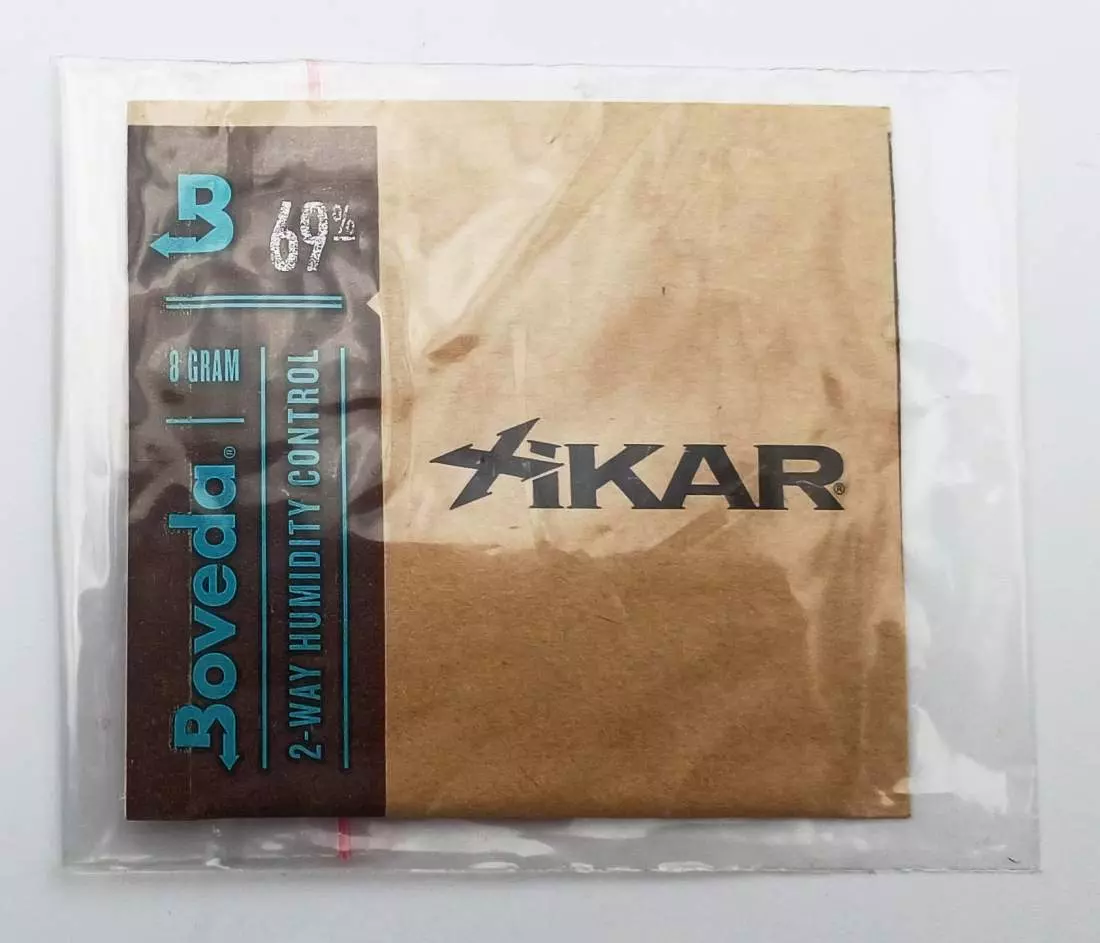 69%
8 GRAM
Boveda®
2-WAY HUMIDITY CONTROL
XiKAR®